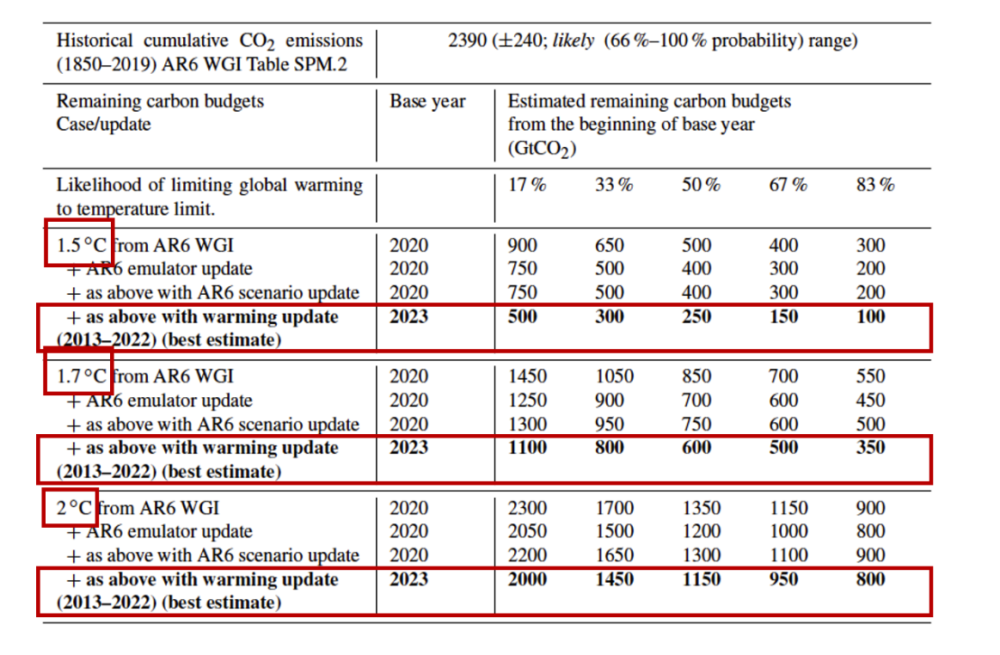 Historical cumulative CO2 emissions 2390 (±240; likely (66 %–100 % probability) range)
(1850–2019) AR6 WGI Table SPM.2
Remaining carbon budgets Base year Estimated remaining carbon budgets
Case/update from the beginning of base year
(GtCO2)
Likelihood of limiting global warming 17 % 33 % 50 % 67 % 83 %
to temperature limit.
1.5 °C from AR6 WGI 2020 900 650 500 400 300
+ AR6 emulator update 2020 750 500 400 300 200
+ as above with AR6 scenario update 2020 750 500 400 300 200
+ as above with warming update 2023 500 300 250 150 100
(2013–2022) (best estimate)
1.7 °C from AR6 WGI 2020 1450 1050 850 700 550
+ AR6 emulator update 2020 1250 900 700 600 450
+ as above with AR6 scenario update 2020 1300 950 750 600 500
+ as above with warming update 2023 1100 800 600 500 350
(2013–2022) (best estimate)
2 °C from AR6 WGI 2020 2300 1700 1350 1150 900
+ AR6 emulator update 2020 2050 1500 1200 1000 800
+ as above with AR6 scenario update 2020 2200 1650 1300 1100 900
+ as above with warming update 2023 2000 1450 1150 950 800
(2013–2022) (best estimate)